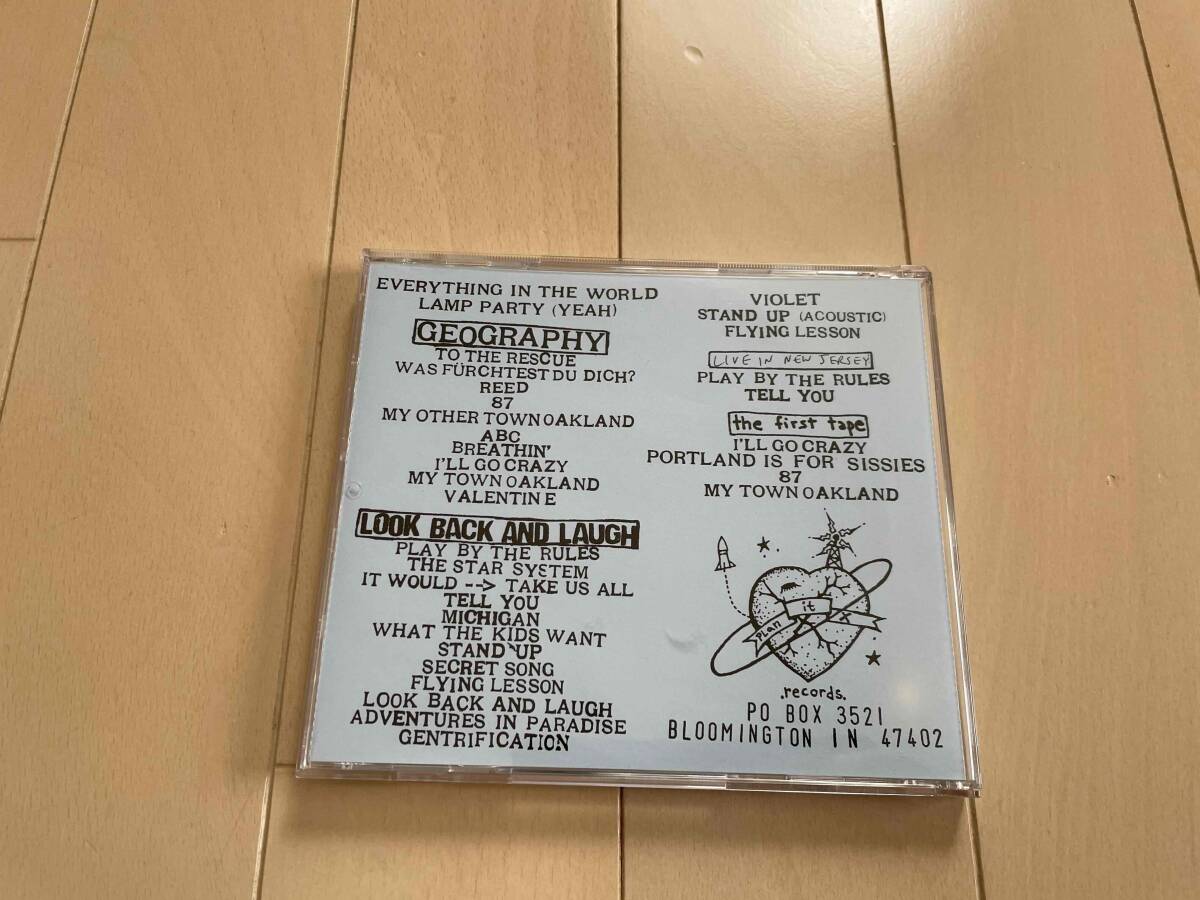 EVERYTHING IN THE WORLD
LAMP PARTY (YEAH)
GEOGRAPHY
TO THE RESCUE
WAS FÜRCHTEST DU DICH?
REED
87
MY OTHER TOWN OAKLAND
ABC
BREATHIN'
I'LL GO CRAZY
MY TOWN OAKLAND
VALENTINE
LOOK BACK AND LAUGH
PLAY BY THE RULES
THE STAR SYSTEM
IT WOULD --> TAKE US ALL
TELL YOU
MICHIGAN
WHAT THE KIDS WANT
STAND UP
SECRET SONG
FLYING LESSON
LOOK BACK AND LAUGH
ADVENTURES IN PARADISE
GENTRIFICATION
VIOLET
STAND UP (ACOUSTIC)
FLYING LESSON
LIVE IN NEW JERSEY
PLAY BY THE RULES
TELL YOU
the first tape
I'LL GO CRAZY
PORTLAND IS FOR SISSIES
87
MY TOWN OAKLAND
PLAN it X
.records.
PO BOX 3521
BLOOMINGTON IN 47402